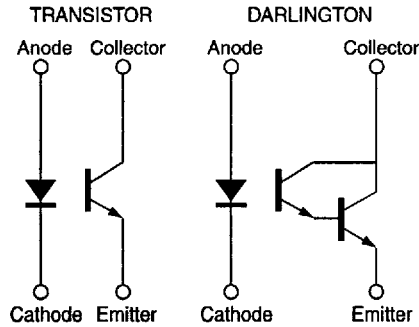 TRANSISTOR DARLINGTON
Anode Collector Anode Collector
Cathode Emitter Cathode Emitter